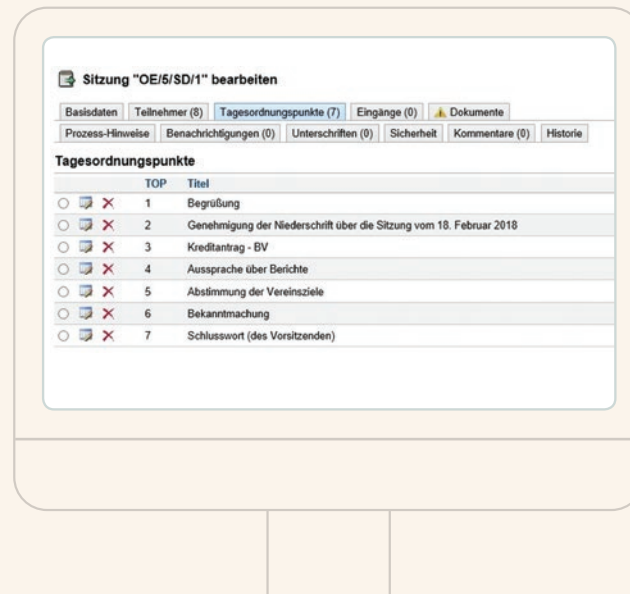 Sitzung "OE/5/SD/1" bearbeiten
Basisdaten Teilnehmer (8) Tagesordnungspunkte (7) Eingänge (0) Dokumente
Prozess-Hinweise Benachrichtigungen (0) Unterschriften (0) Sicherheit Kommentare (0) Historie
Tagesordnungspunkte
TOP Titel
1 Begrüßung
2 Genehmigung der Niederschrift über die Sitzung vom 18. Februar 2018
3 Kreditantrag - BV
4 Aussprache über Berichte
5 Abstimmung der Vereinsziele
6 Bekanntmachung
7 Schlusswort (des Vorsitzenden)